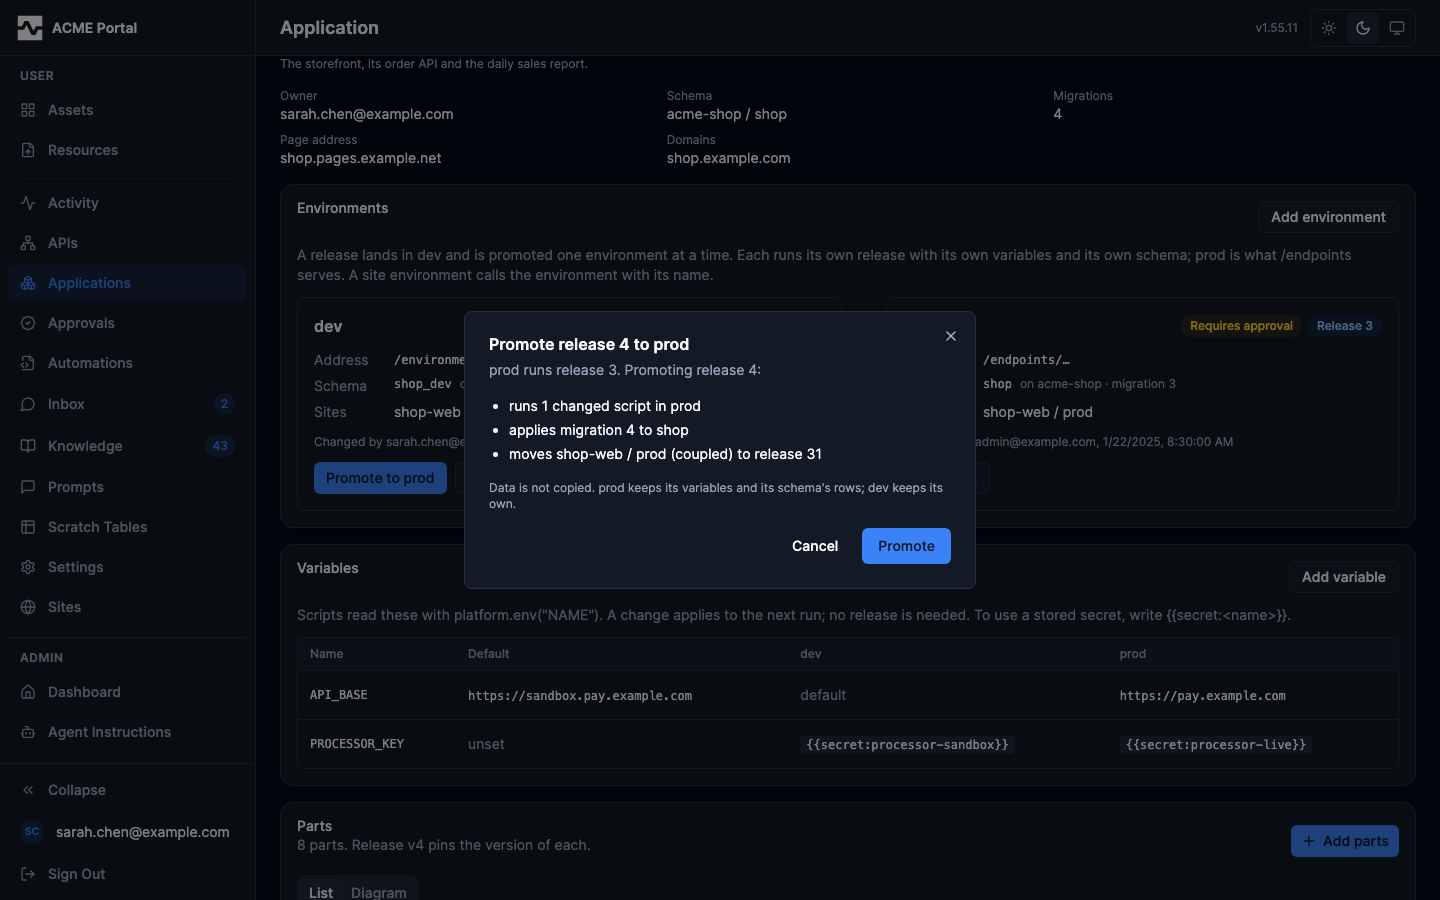 ACME Portal
Application
v1.55.11
USER
Assets
Resources
Activity
APIs
Applications
Approvals
Automations
Inbox
2
Knowledge
43
Prompts
Scratch Tables
Settings
Sites
ADMIN
Dashboard
Agent Instructions
Collapse
SC
sarah.chen@example.com
Sign Out
The storefront, its order API and the daily sales report.
Owner
sarah.chen@example.com
Schema
acme-shop / shop
Migrations
4
Page address
shop.pages.example.net
Domains
shop.example.com
Environments
Add environment
A release lands in dev and is promoted one environment at a time. Each runs its own release with its own variables and its own schema; prod is what /endpoints
serves. A site environment calls the environment with its name.
dev
Address
/environme
Schema
shop_dev
Sites
shop-web
Changed by sarah.chen@e
Promote to prod
Requires approval
Release 3
/endpoints/…
shop on acme-shop · migration 3
shop-web / prod
admin@example.com, 1/22/2025, 8:30:00 AM
Promote release 4 to prod
prod runs release 3. Promoting release 4:
• runs 1 changed script in prod
• applies migration 4 to shop
• moves shop-web / prod (coupled) to release 31
Data is not copied. prod keeps its variables and its schema's rows; dev keeps its
own.
Cancel
Promote
Variables
Add variable
Scripts read these with platform.env("NAME"). A change applies to the next run; no release is needed. To use a stored secret, write {{secret:<name>}}.
Name Default dev prod
API_BASE https://sandbox.pay.example.com default https://pay.example.com
PROCESSOR_KEY unset {{secret:processor-sandbox}} {{secret:processor-live}}
Parts
8 parts. Release v4 pins the version of each.
+ Add parts
List
Diagram